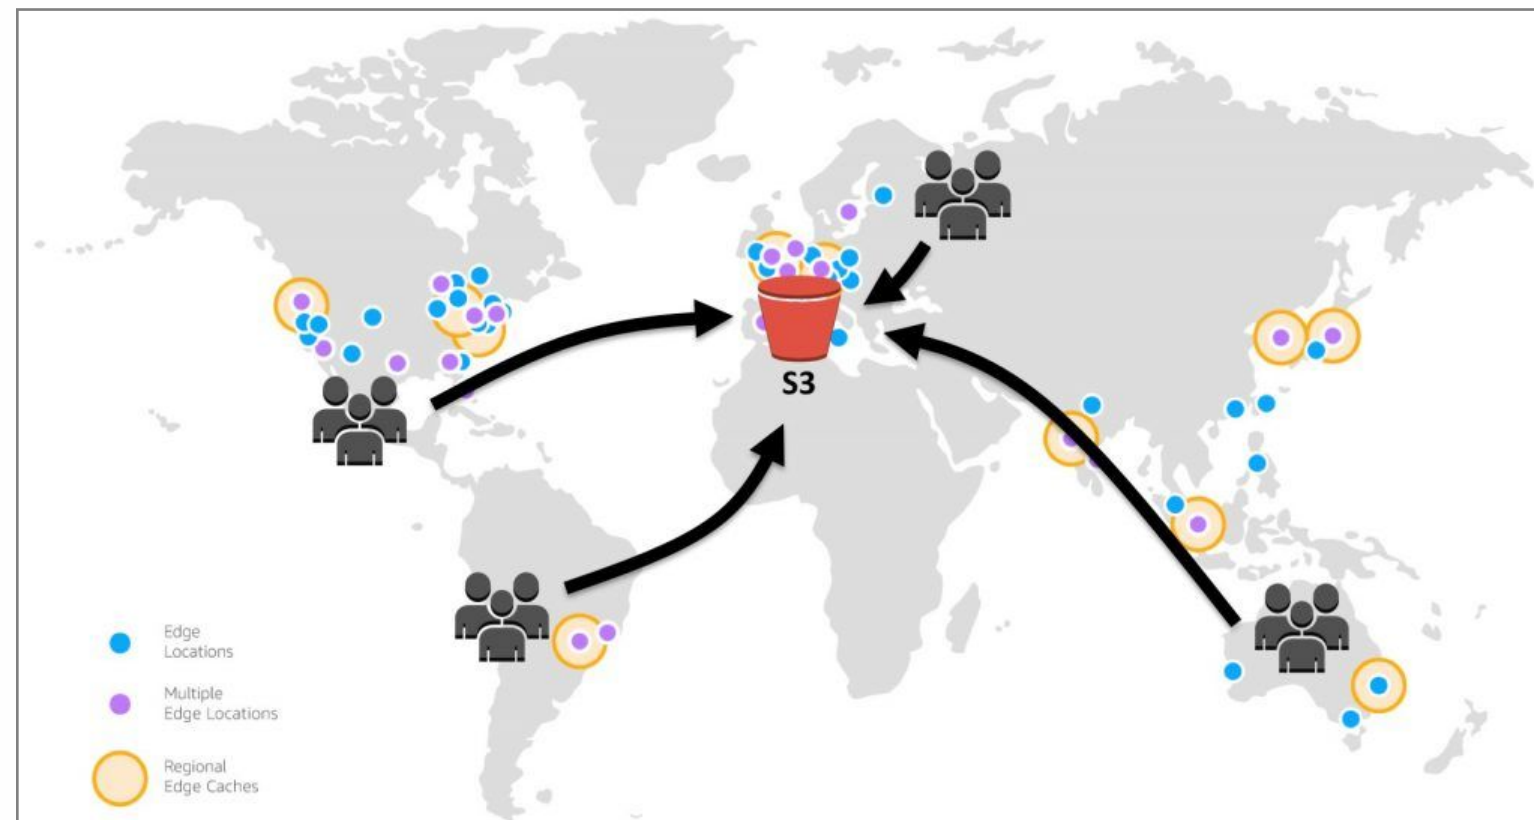 S3
Edge
Locations
Multiple
Edge Locations
Regional
Edge Caches